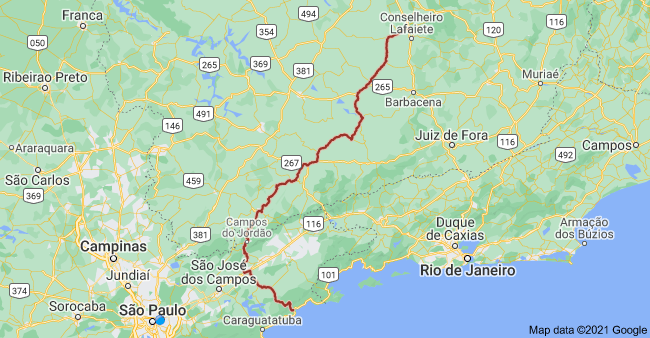 Franca
494
354
Conselheiro
Lafaiete
120
116
050
265
369
381
265
Muriaé
Ribeirao Preto
Barbacena
491
146
Juiz de Fora
116
Araraquara
267
492
Campos
São Carlos
369
459
Campos
do Jordão
116
381
Duque
de Caxias
Armação
dos Búzios
Campinas
São José
dos Campos
101
Rio de Janeiro
Jundiaí
374
Sorocaba
São Paulo
Caraguatatuba
Map data ©2021 Google